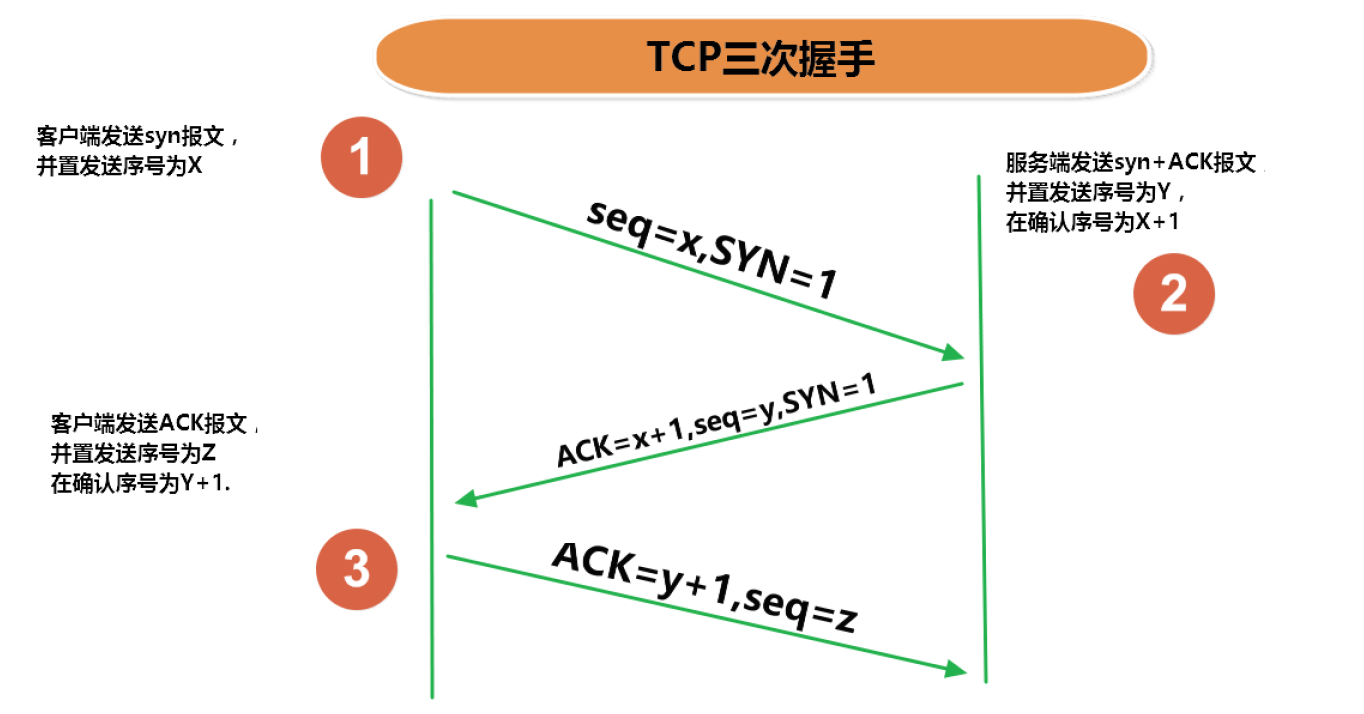 TCP三次握手
客户端发送syn报文，
并置发送序号为X
1
服务端发送syn+ACK报文
并置发送序号为Y，
在确认序号为X+1
2
seq=x,SYN=1
ACK=x+1,seq=y,SYN=1
客户端发送ACK报文，
并置发送序号为Z
在确认序号为Y+1.
3
ACK=y+1,seq=z